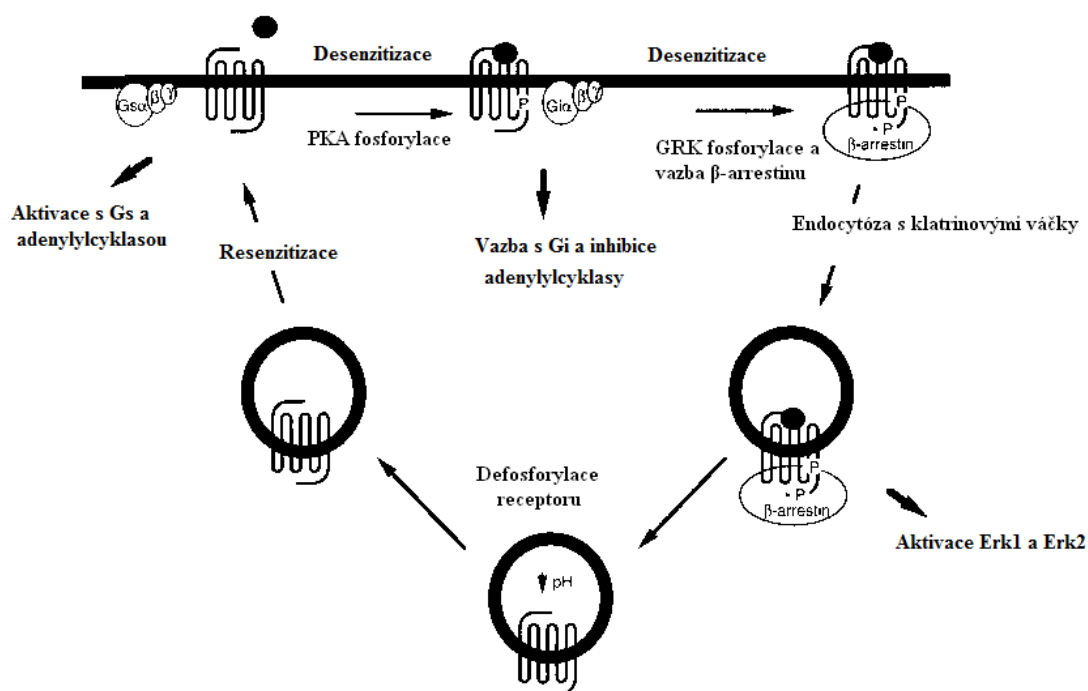 Desenzitizace
Desenzitizace
Gsα β γ
P
Giα β γ
P
P
β-arrestin
PKA fosforylace
GRK fosforylace a
vazba β-arrestinu
Aktivace s Gs a
adenylylcyklasou
Resenzitizace
Vazba s Gi a inhibice
adenylylcyklasy
Endocytóza s klatrinovými váčky
P
P
β-arrestin
Defosforylace
receptoru
Aktivace Erk1 a Erk2
pH